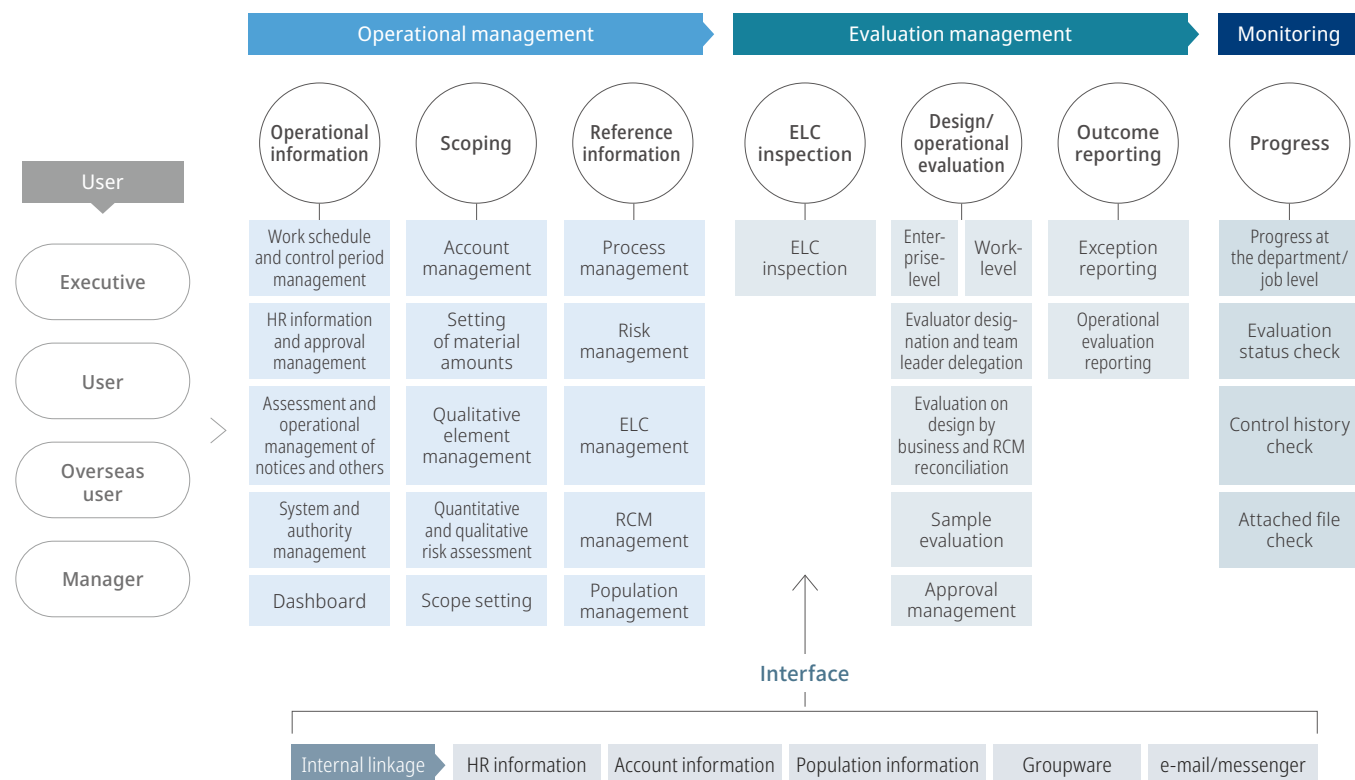 Operational management
Evaluation management
Monitoring
User
Executive
User
Overseas
user
Manager
Operational
information
Work schedule
and control period
management
HR information
and approval
management
Assessment and
operational
management of
notices and others
System and
authority
management
Dashboard
Scoping
Account
management
Setting
of material
amounts
Qualitative
element
management
Quantitative
and qualitative
risk assessment
Scope setting
Reference
information
Process
management
Risk
management
ELC
management
RCM
management
Population
management
ELC
inspection
ELC
inspection
Design/
operational
evaluation
Enter-
prise-
level
Work-
level
Evaluator desig-
nation and team
leader delegation
Evaluation on
design by
business and RCM
reconciliation
Sample
evaluation
Approval
management
Outcome
reporting
Exception
reporting
Operational
evaluation
reporting
Progress
Progress at
the department/
job level
Evaluation
status check
Control history
check
Attached file
check
Interface
Internal linkage
HR information
Account information
Population information
Groupware
e-mail/messenger